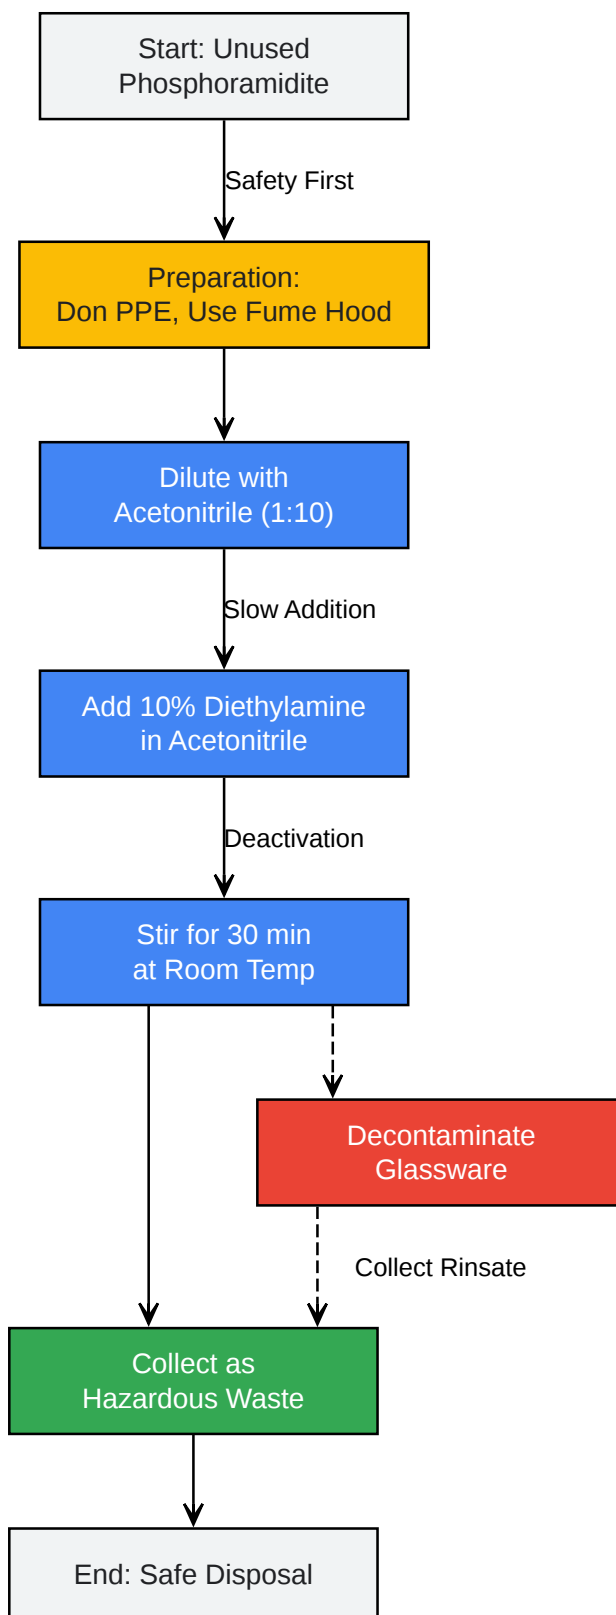 Start: Unused
Phosphoramidite
Safety First
Preparation:
Don PPE, Use Fume Hood
Dilute with
Acetonitrile (1:10)
Slow Addition
Add 10% Diethylamine
in Acetonitrile
Deactivation
Stir for 30 min
at Room Temp
Decontaminate
Glassware
Collect Rinsate
Collect as
Hazardous Waste
End: Safe Disposal